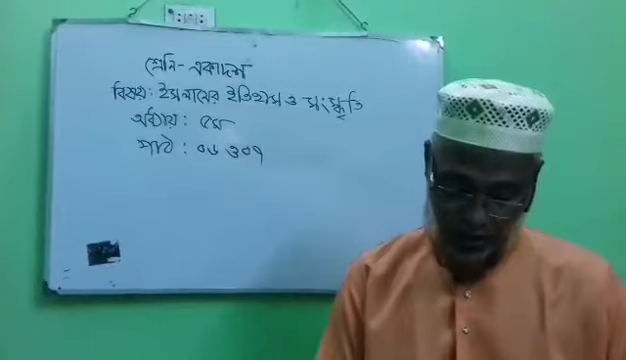 শ্রেনি- একাদশ
বিষয়: ইসলামের ইতিহাস ও সংস্কৃতি
অধ্যায় : ৫ম
পাঠ : ০৬ ও ০৭